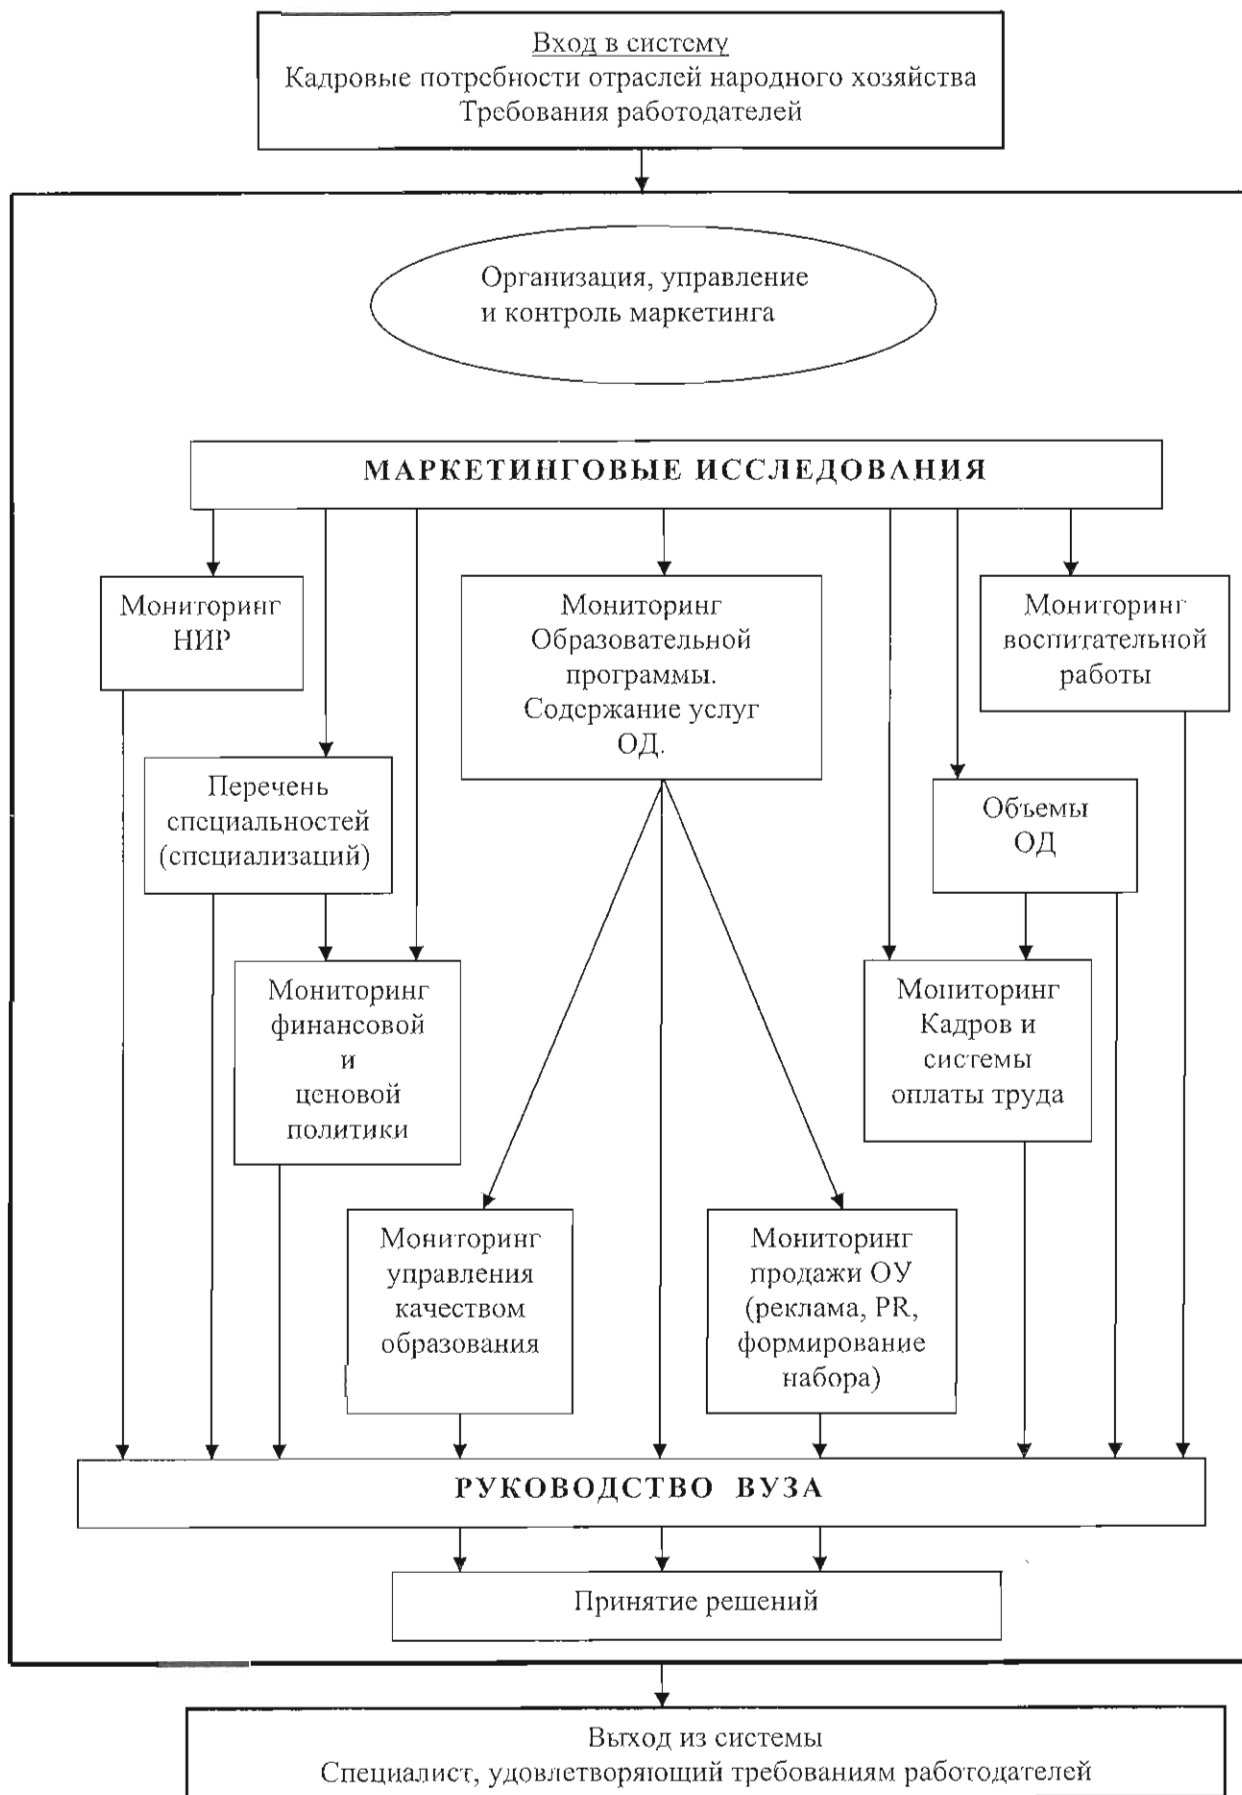 Вход в систему
Кадровые потребности отраслей народного хозяйства
Требования работодателей
Организация, управление
и контроль маркетинга
МАРКЕТИНГОВЫЕ ИССЛЕДОВАНИЯ
Мониторинг
НИР
Мониторинг
Образовательной
программы.
Содержание услуг
ОД.
Мониторинг
воспитательной
работы
Перечень
специальностей
(специализаций)
Объемы
ОД
Мониторинг
финансовой
и
ценовой
политики
Мониторинг
Кадров и
системы
оплаты труда
Мониторинг
управления
качеством
образования
Мониторинг
продажи ОУ
(реклама, PR,
формирование
набора)
РУКОВОДСТВО ВУЗА
Принятие решений
Выход из системы
Специалист, удовлетворяющий требованиям работодателей